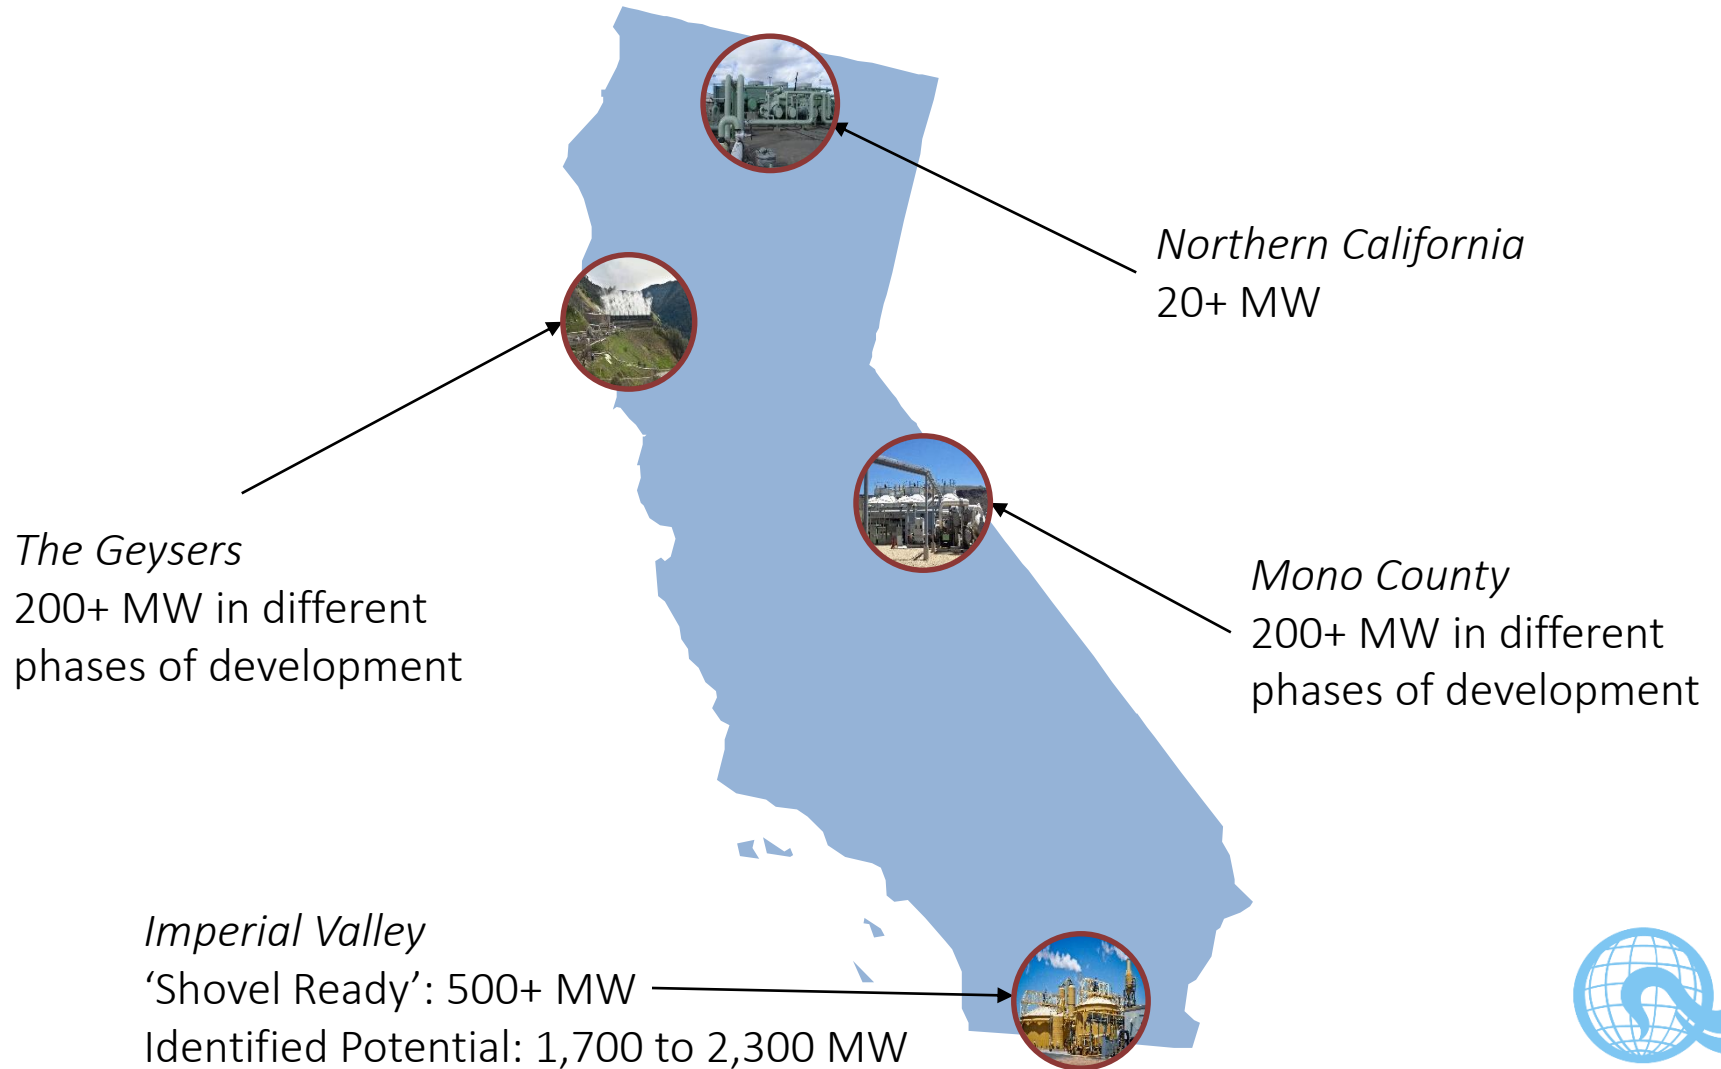 Northern California
20+ MW
The Geysers
200+ MW in different
phases of development
Mono County
200+ MW in different
phases of development
Imperial Valley
‘Shovel Ready’: 500+ MW
Identified Potential: 1,700 to 2,300 MW